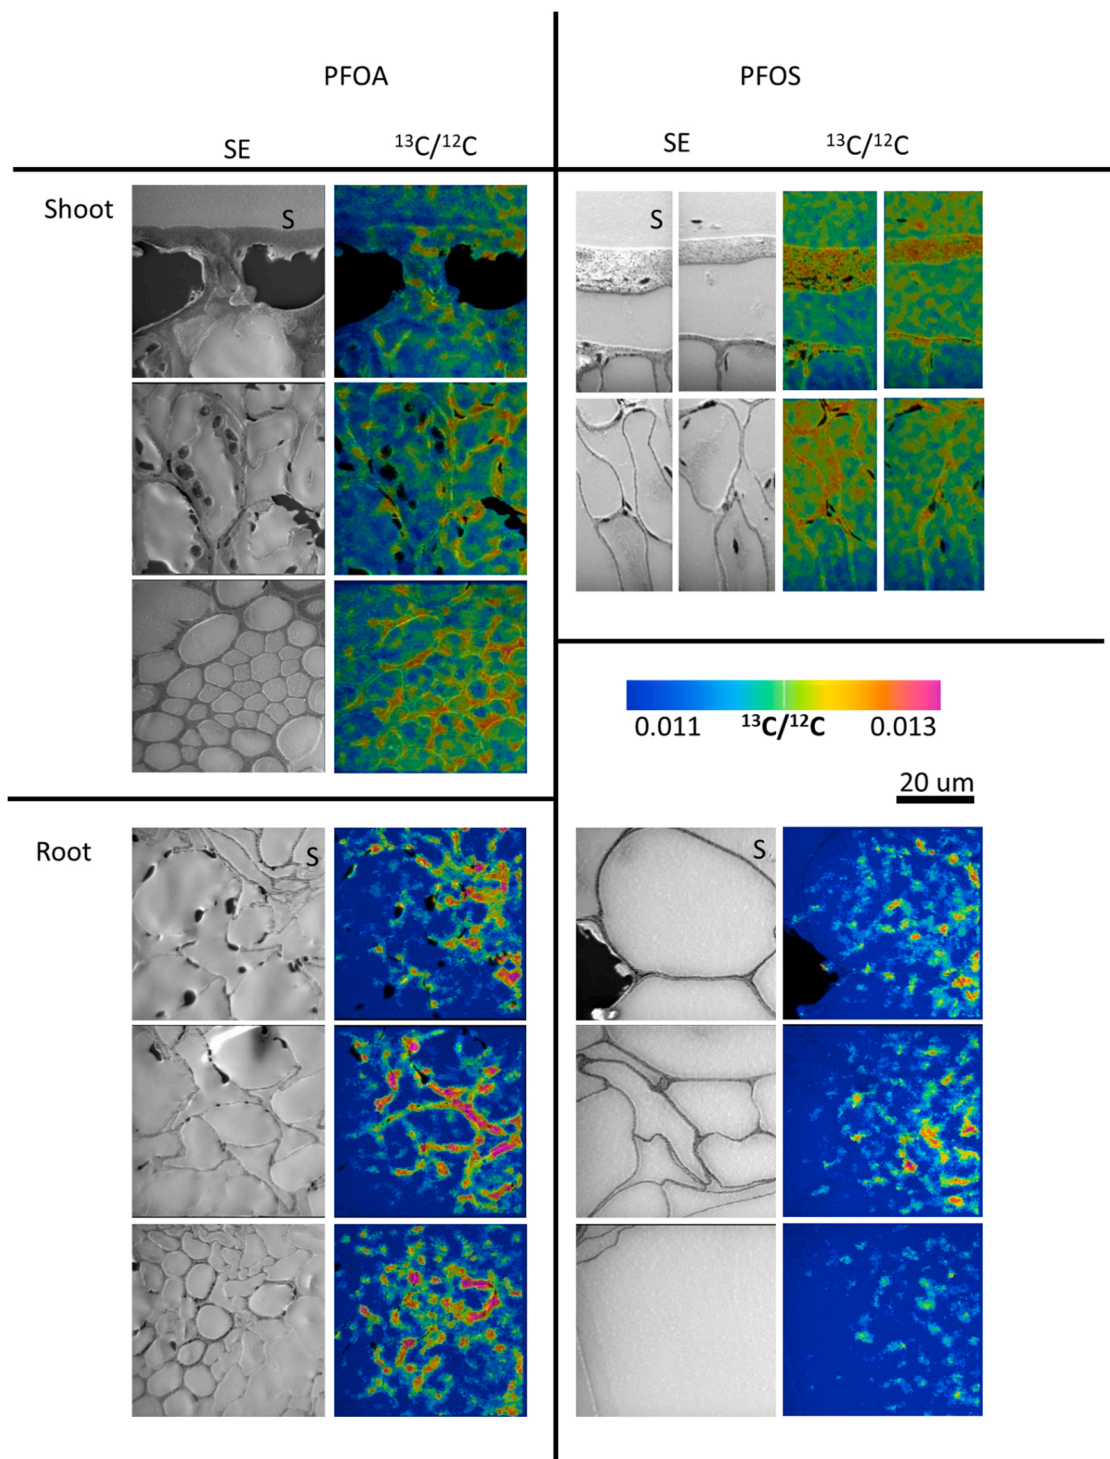 PFOA
PFOS
SE
¹³C/¹²C
SE
¹³C/¹²C
Shoot
S
S
0.011
¹³C/¹²C
0.013
20 um
Root
S
S